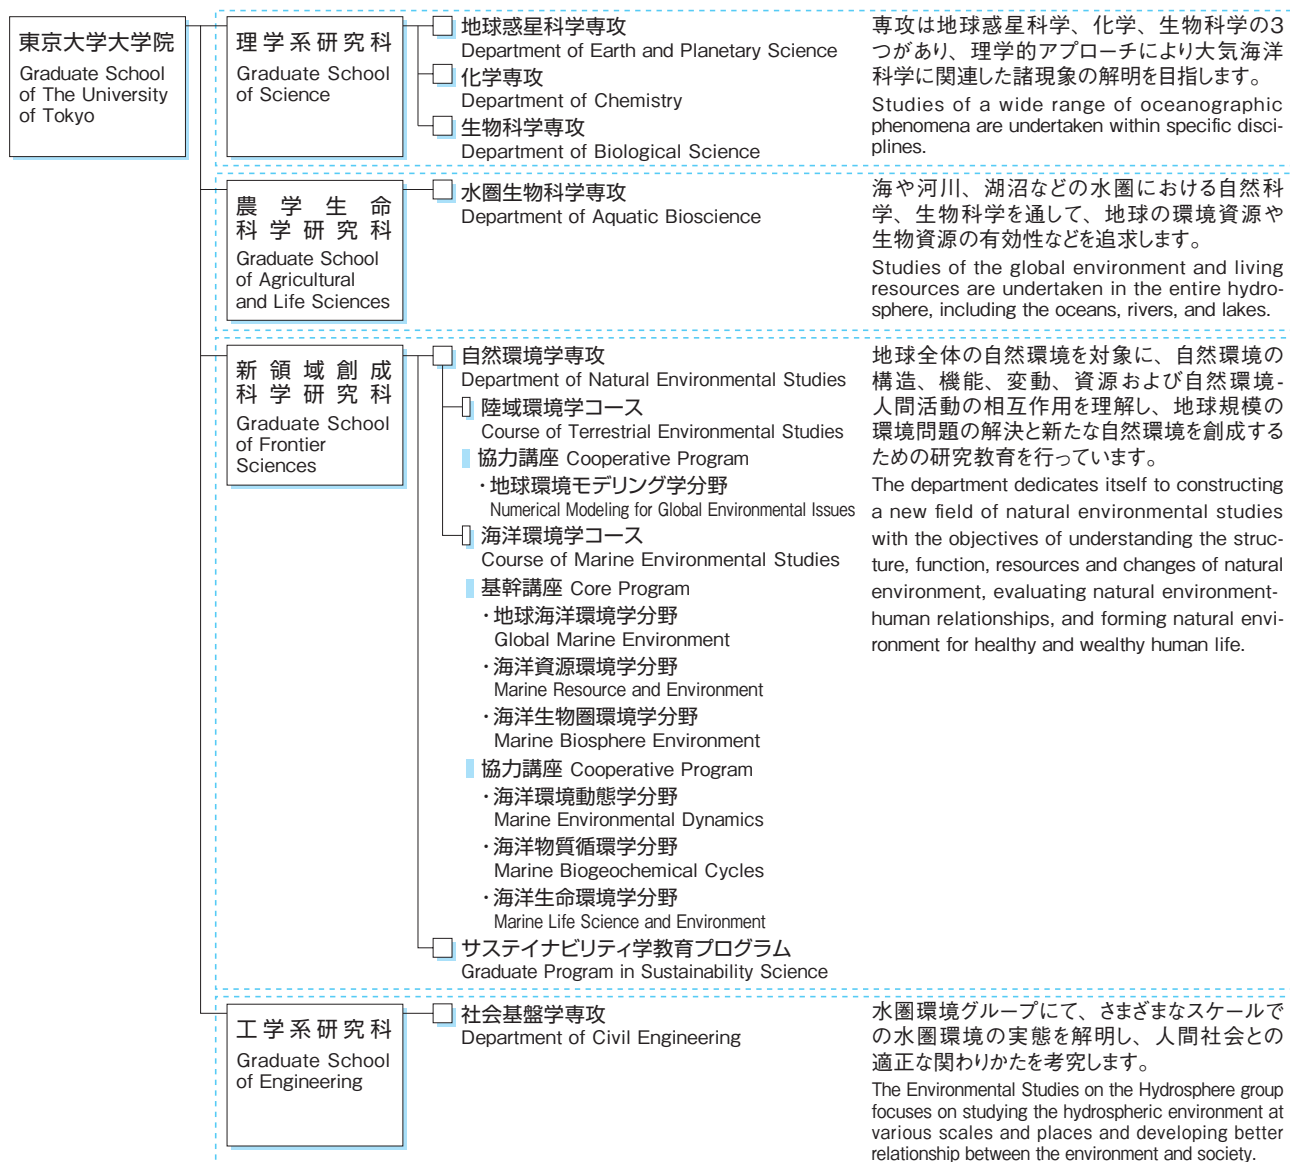 東京大学大学院
Graduate School
of The University
of Tokyo
理学系研究科
Graduate School
of Science
地球惑星科学専攻
Department of Earth and Planetary Science
化学専攻
Department of Chemistry
生物科学専攻
Department of Biological Science
専攻は地球惑星科学、化学、生物科学の3
つがあり、理学的アプローチにより大気海洋
科学に関連した諸現象の解明を目指します。
Studies of a wide range of oceanographic
phenomena are undertaken within specific disci-
plines.
農学生命
科学研究科
Graduate School
of Agricultural
and Life Sciences
水圏生物科学専攻
Department of Aquatic Bioscience
海や河川、湖沼などの水圏における自然科
学、生物科学を通して、地球の環境資源や
生物資源の有効性などを追求します。
Studies of the global environment and living
resources are undertaken in the entire hydro-
sphere, including the oceans, rivers, and lakes.
新領域創成
科学研究科
Graduate School
of Frontier
Sciences
自然環境学専攻
Department of Natural Environmental Studies
陸域環境学コース
Course of Terrestrial Environmental Studies
協力講座 Cooperative Program
・地球環境モデリング学分野
Numerical Modeling for Global Environmental Issues
海洋環境学コース
Course of Marine Environmental Studies
基幹講座 Core Program
・地球海洋環境学分野
Global Marine Environment
・海洋資源環境学分野
Marine Resource and Environment
・海洋生物圏環境学分野
Marine Biosphere Environment
協力講座 Cooperative Program
・海洋環境動態学分野
Marine Environmental Dynamics
・海洋物質循環学分野
Marine Biogeochemical Cycles
・海洋生命環境学分野
Marine Life Science and Environment
サステイナビリティ学教育プログラム
Graduate Program in Sustainability Science
地球全体の自然環境を対象に、自然環境の
構造、機能、変動、資源および自然環境-
人間活動の相互作用を理解し、地球規模の
環境問題の解決と新たな自然環境を創成する
ための研究教育を行っています。
The department dedicates itself to constructing
a new field of natural environmental studies
with the objectives of understanding the struc-
ture, function, resources and changes of natural
environment, evaluating natural environment-
human relationships, and forming natural envi-
ronment for healthy and wealthy human life.
工学系研究科
Graduate School
of Engineering
社会基盤学専攻
Department of Civil Engineering
水圏環境グループにて、さまざまなスケールで
の水圏環境の実態を解明し、人間社会との
適正な関わりかたを考究します。
The Environmental Studies on the Hydrosphere group
focuses on studying the hydrospheric environment at
various scales and places and developing better
relationship between the environment and society.